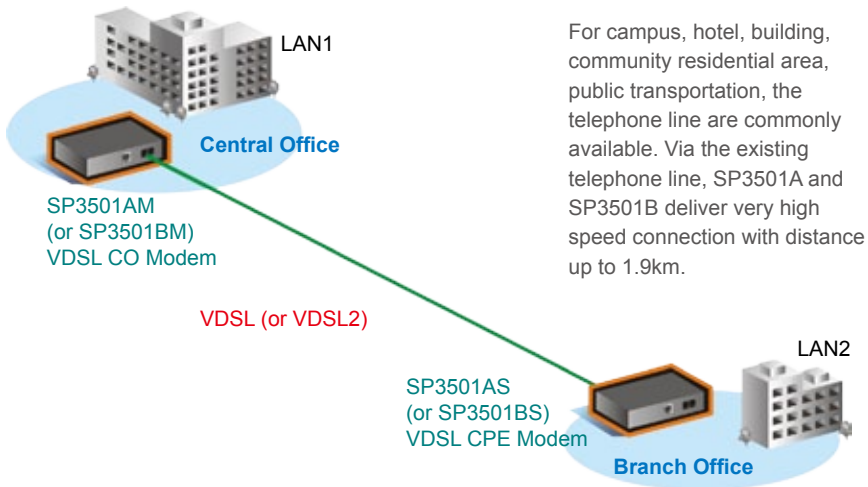 LAN1
Central Office
SP3501AM
(or SP3501BM)
VDSL CO Modem
For campus, hotel, building,
community residential area,
public transportation, the
telephone line are commonly
available. Via the existing
telephone line, SP3501A and
SP3501B deliver very high
speed connection with distance
up to 1.9km.
VDSL (or VDSL2)
LAN2
SP3501AS
(or SP3501BS)
VDSL CPE Modem
Branch Office